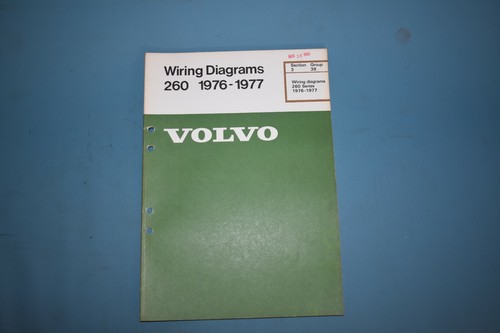 Wiring Diagrams
260 1976-1977
Section Group
3 39
Wiring diagrams
260 Series
1976-1977
VOLVO